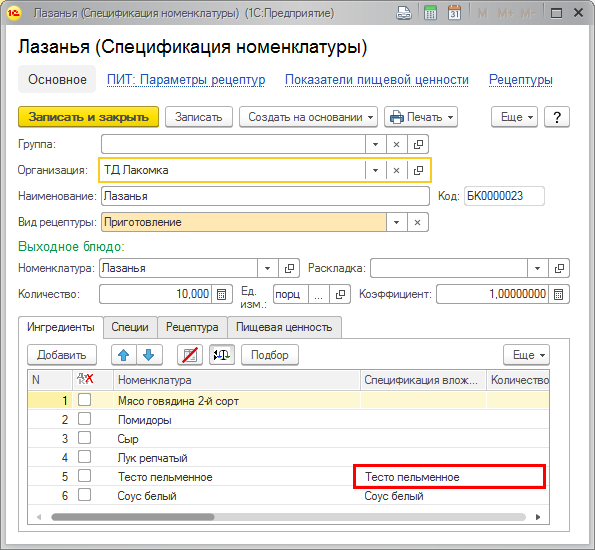 Лазанья (Спецификация номенклатуры) (1С:Предприятие)
M M+ M-
Лазанья (Спецификация номенклатуры)
Основное ПИТ: Параметры рецептур Показатели пищевой ценности Рецептуры
Записать и закрыть Записать Создать на основании Печать Еще ?
Группа:
Организация: ТД Лакомка
Наименование: Лазанья Код: БК0000023
Вид рецептуры: Приготовление
Выходное блюдо:
Номенклатура: Лазанья Раскладка:
Количество: 10,000 Ед. изм.: порц ... Коэффициент: 1,00000000
Ингредиенты Специи Рецептура Пищевая ценность
Добавить Подбор Еще
N Номенклатура Спецификация влож... Количество
1 Мясо говядина 2-й сорт
2 Помидоры
3 Сыр
4 Лук репчатый
5 Тесто пельменное Тесто пельменное
6 Соус белый Соус белый